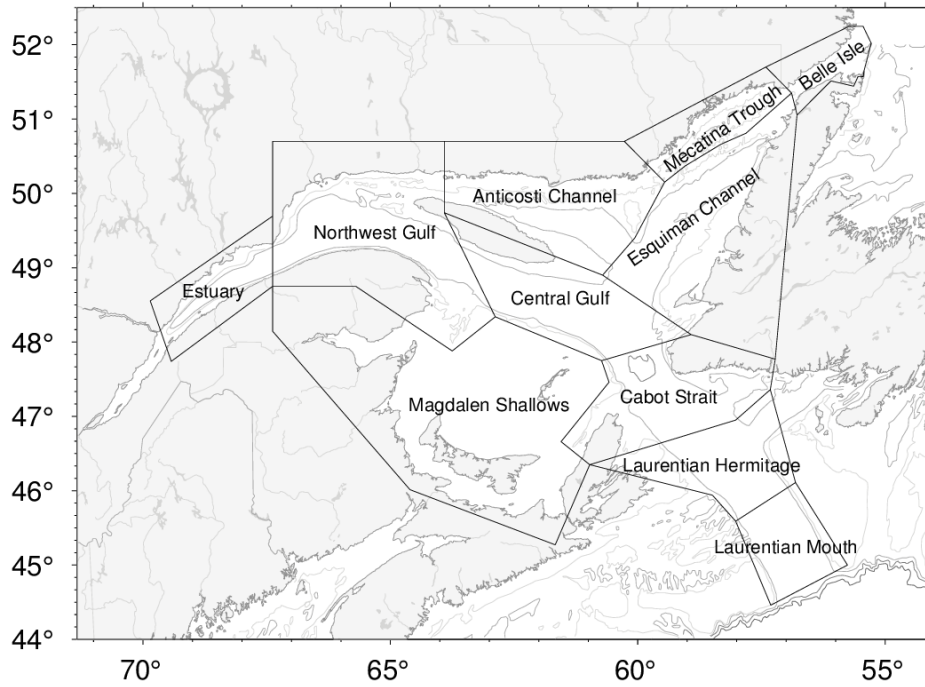 52°
Belle Isle
51°
Mécatina Trough
50°
Anticosti Channel
Esquiman Channel
Northwest Gulf
49°
Estuary
Central Gulf
48°
Cabot Strait
47°
Magdalen Shallows
Laurentian Hermitage
46°
Laurentian Mouth
45°
44°
70°
65°
60°
55°